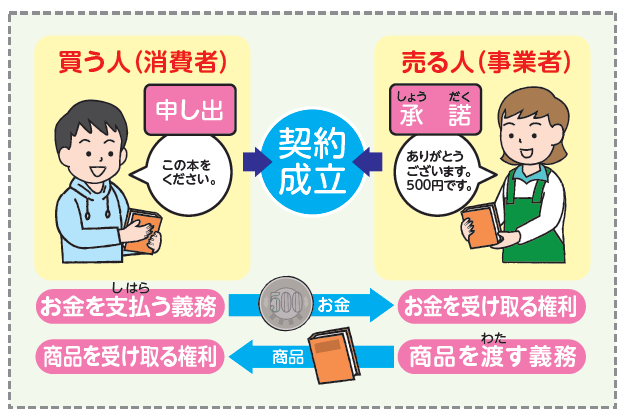 買う人（消費者）
売る人（事業者）
申し出
しょう だく
承 諾
契約
成立
この本を
ください。
ありがとう
ございます。
500円です。
し はら
お金を支払う義務
500
お金
お金を受け取る権利
商品を受け取る権利
商品
わた
商品を渡す義務